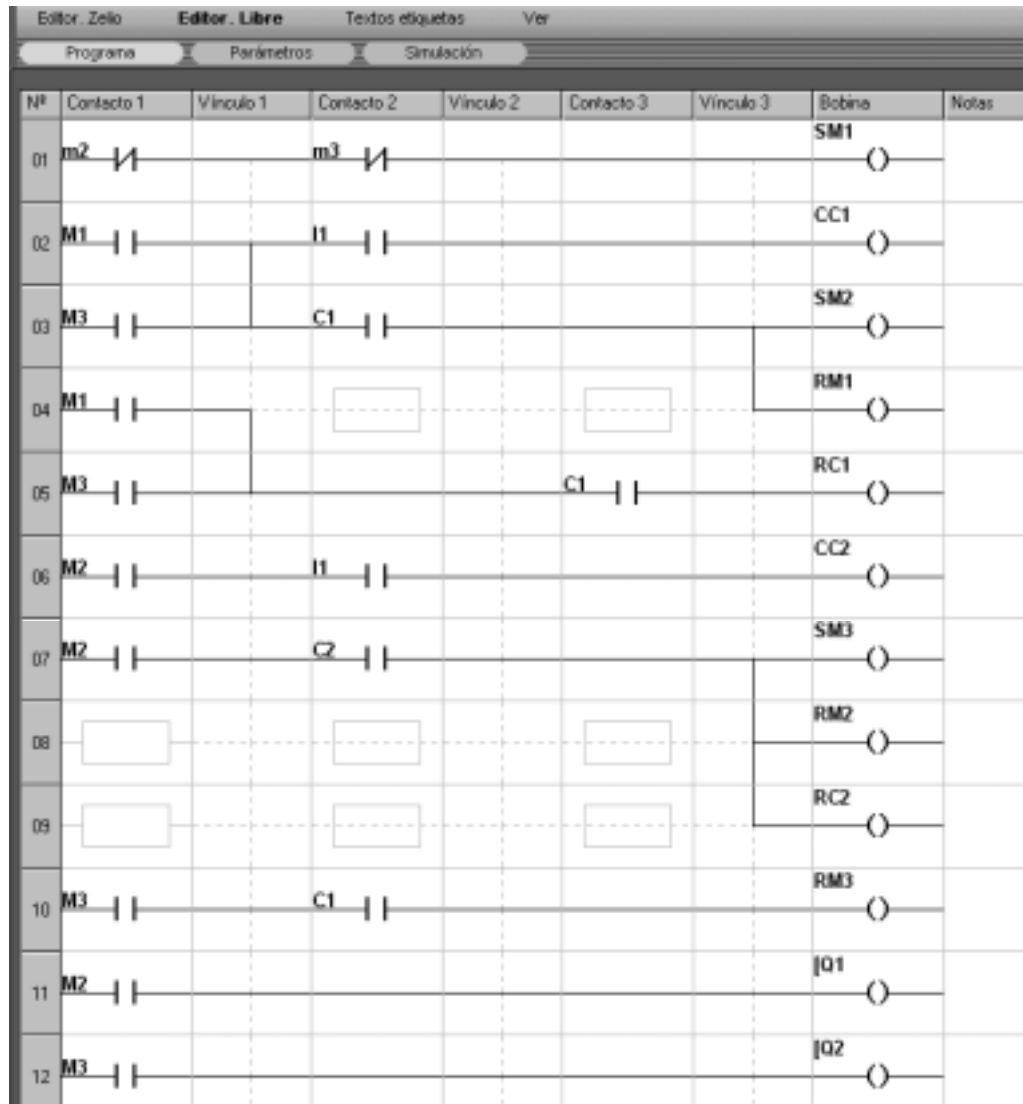 Editor. Zelio Editor. Libre Textos etiquetas Ver
Programa Parámetros Simulación
Nº Contacto 1 Vínculo 1 Contacto 2 Vínculo 2 Contacto 3 Vínculo 3 Bobina Notas
01 m2 m3 SM1
02 M1 I1 CC1
03 M3 C1 SM2
04 M1 RM1
05 M3 C1 RC1
06 M2 I1 CC2
07 M2 C2 SM3
08 RM2
09 RC2
10 M3 C1 RM3
11 M2 [Q1
12 M3 [Q2